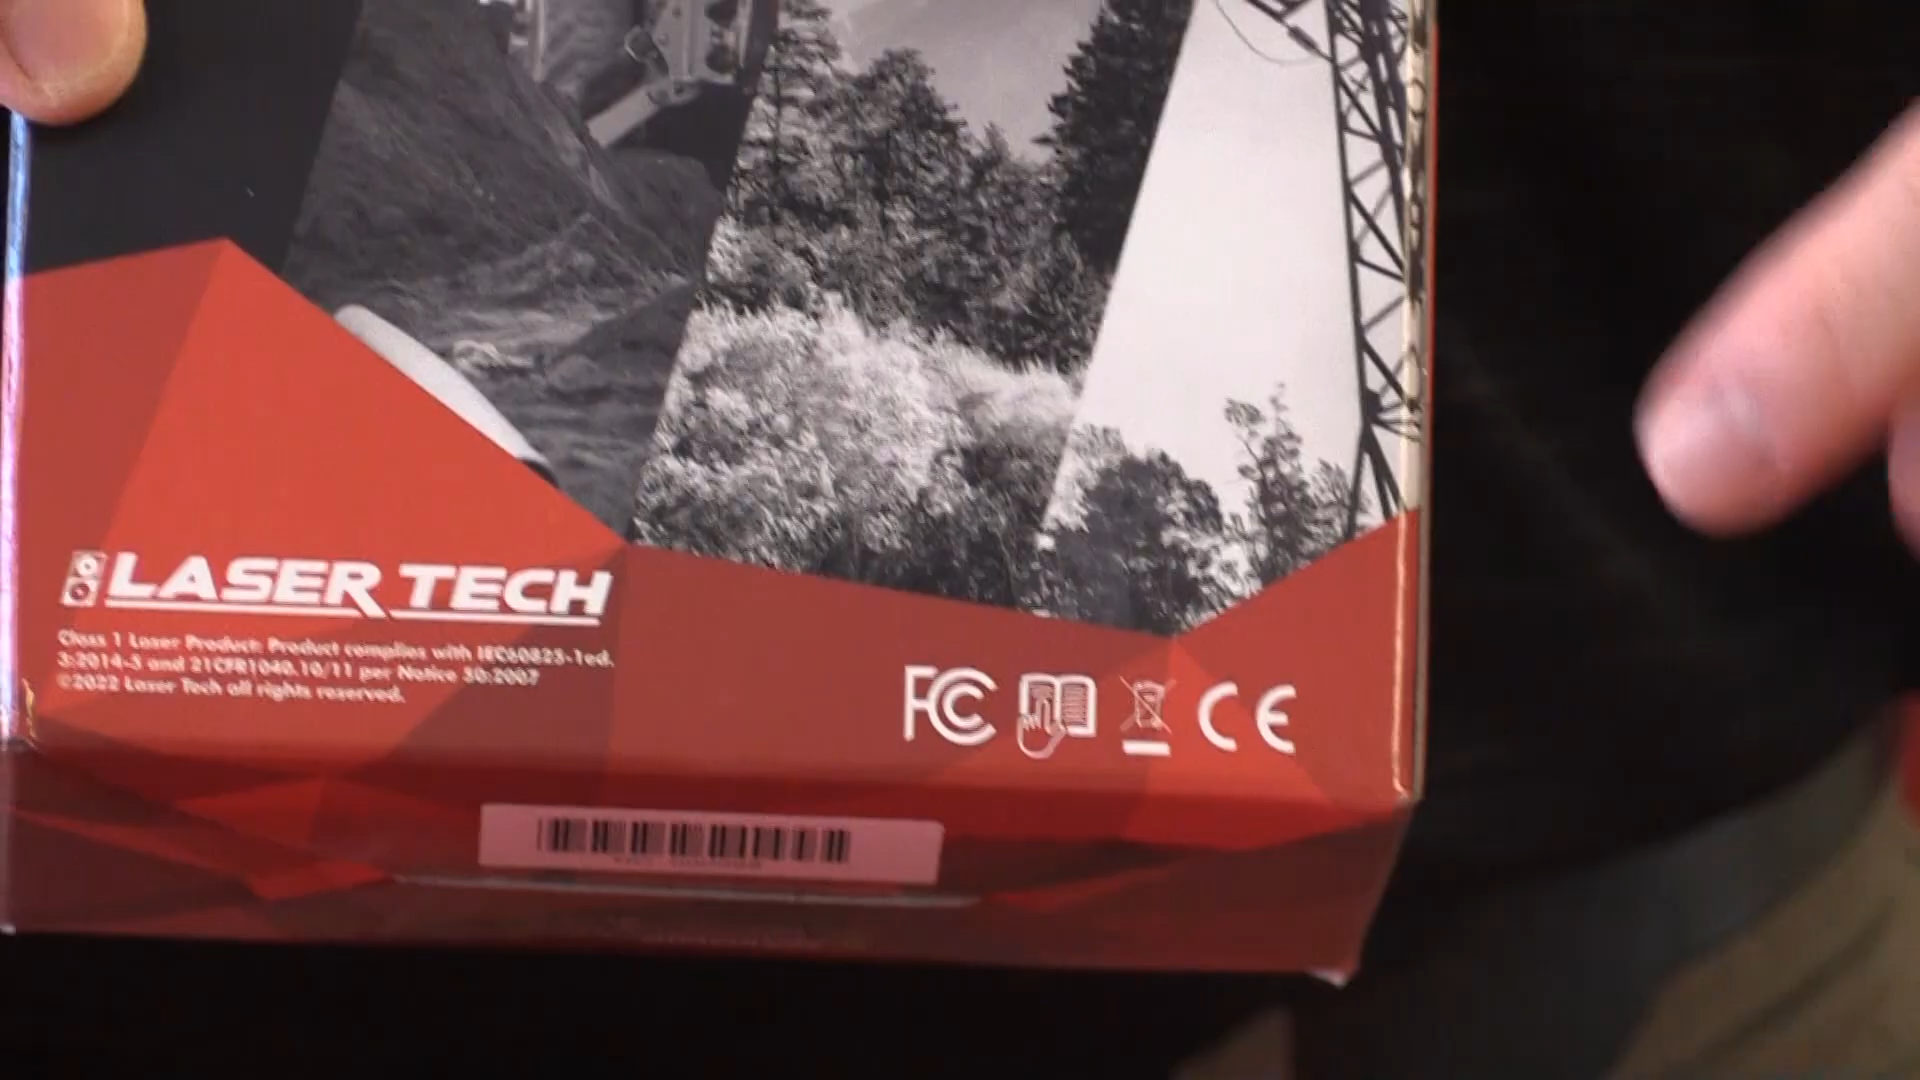 LASER TECH
Class 1 Laser Product: Product complies with IEC60825-1ed.
3:2014-5 and 21CFR1040.10/11 per Notice 50:2007
©2022 Laser Tech all rights reserved.
FC CE